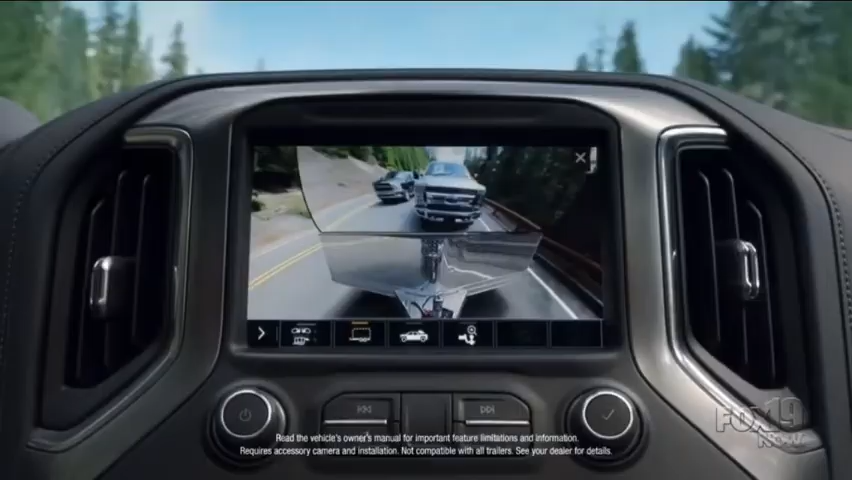 FOX19
NOW
Read the vehicle's owner's manual for important feature limitations and information.
Requires accessory camera and installation. Not compatible with all trailers. See your dealer for details.